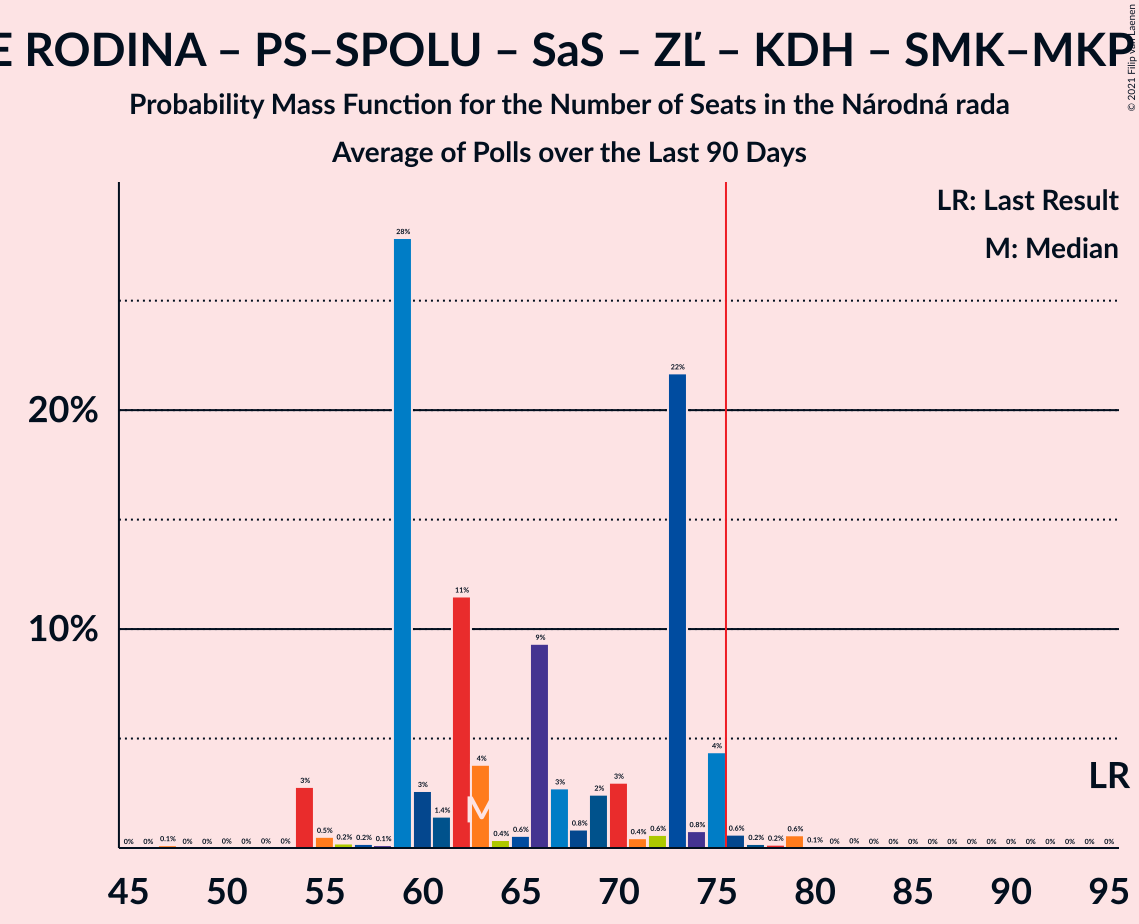 E RODINA – PS–SPOLU – SaS – ZĽ – KDH – SMK–MKP
© 2021 Filip van Laenen
Probability Mass Function for the Number of Seats in the Národná rada
Average of Polls over the Last 90 Days
LR: Last Result
M: Median
28%
22%
20%
11%
10%
9%
4%
4%
LR
3% 3% 3% 3%
2%
M
1.4%
0% 0% 0.1% 0% 0% 0% 0% 0% 0% 0.5% 0.2% 0.2% 0.1% 0.4% 0.6% 0.8% 0.4% 0.6% 0.8% 0.6% 0.2% 0.2% 0.6% 0.1% 0% 0% 0% 0% 0% 0% 0% 0% 0% 0% 0% 0% 0% 0% 0%
45 50 55 60 65 70 75 80 85 90 95